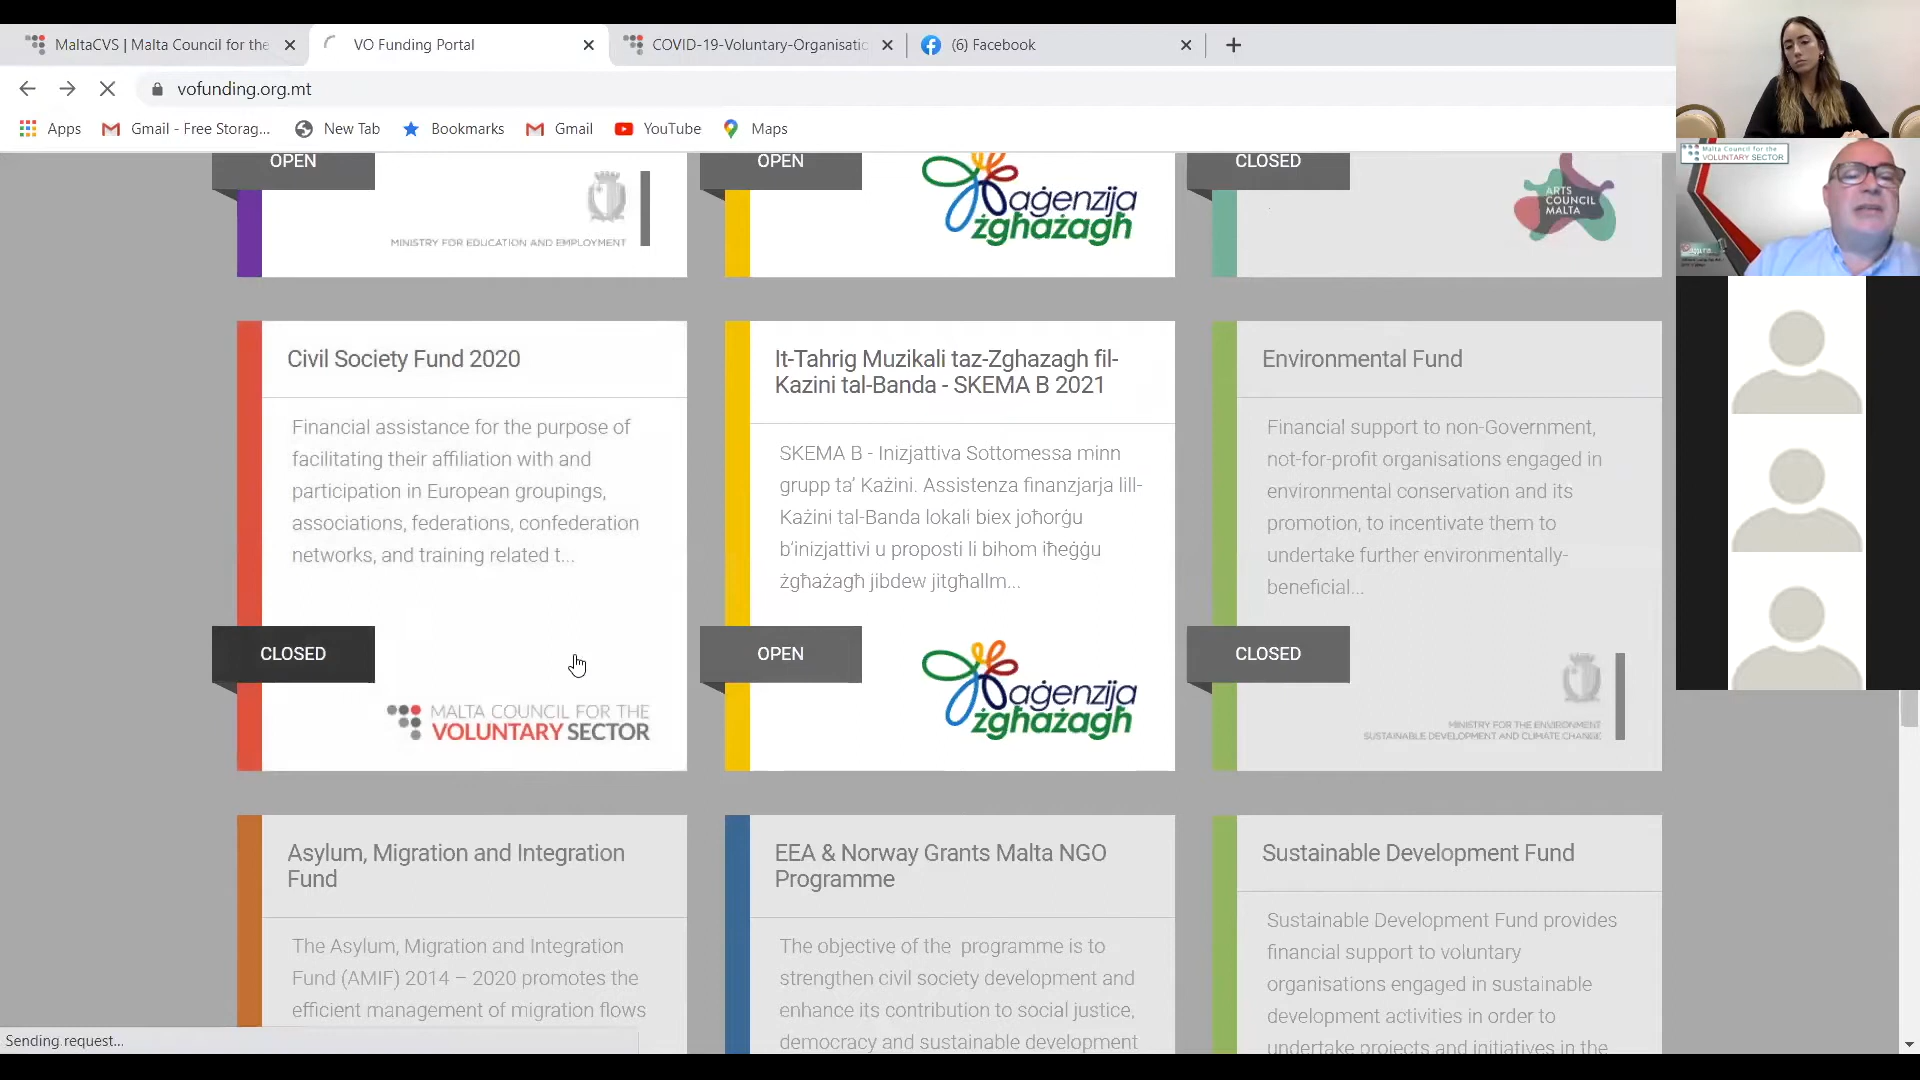 MaltaCVS | Malta Council for the
VO Funding Portal
COVID-19-Voluntary-Organisatic
(6) Facebook
vofunding.org.mt
Apps
Gmail - Free Storag...
New Tab
Bookmarks
Gmail
YouTube
Maps
Malta Council for the
VOLUNTARY SECTOR
OPEN
MINISTRY FOR EDUCATION AND EMPLOYMENT
OPEN
aġenzija
żgħażagħ
CLOSED
ARTS
COUNCIL
MALTA
Civil Society Fund 2020
Financial assistance for the purpose of
facilitating their affiliation with and
participation in European groupings,
associations, federations, confederation
networks, and training related t...
CLOSED
MALTA COUNCIL FOR THE
VOLUNTARY SECTOR
It-Tahrig Muzikali taz-Zghazagh fil-
Kazini tal-Banda - SKEMA B 2021
SKEMA B - Inizjattiva Sottomessa minn
grupp ta’ Każini. Assistenza finanzjarja lill-
Każini tal-Banda lokali biex joħorġu
b’inizjattivi u proposti li bihom iħeġġu
żgħażagħ jibdew jitgħallm...
OPEN
aġenzija
żgħażagħ
Environmental Fund
Financial support to non-Government,
not-for-profit organisations engaged in
environmental conservation and its
promotion, to incentivate them to
undertake further environmentally-
beneficial...
CLOSED
MINISTRY FOR THE ENVIRONMENT
SUSTAINABLE DEVELOPMENT AND CLIMATE CHANGE
Asylum, Migration and Integration
Fund
The Asylum, Migration and Integration
Fund (AMIF) 2014 – 2020 promotes the
efficient management of migration flows
EEA & Norway Grants Malta NGO
Programme
The objective of the programme is to
strengthen civil society development and
enhance its contribution to social justice,
democracy and sustainable development
Sustainable Development Fund
Sustainable Development Fund provides
financial support to voluntary
organisations engaged in sustainable
development activities in order to
undertake projects and initiatives in the
Sending request...